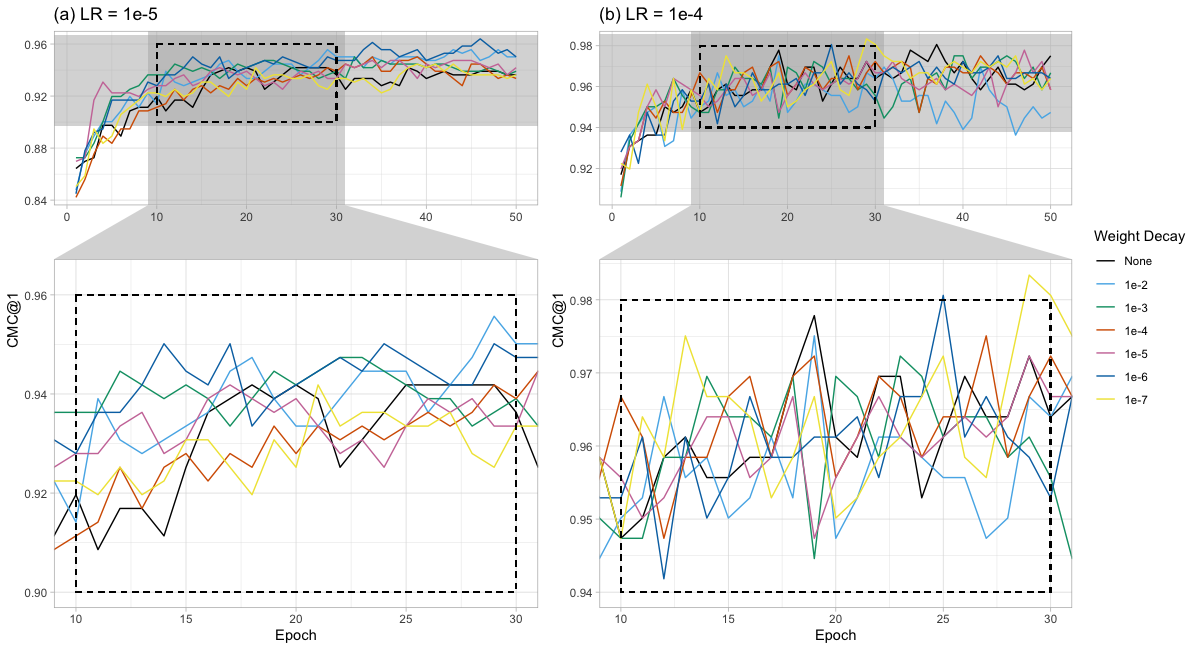 (a) LR = 1e-5
(b) LR = 1e-4
0.96
0.92
0.88
0.84
0 10 20 30 40 50
0.98
0.96
0.94
0.92
0 10 20 30 40 50
CMC@1
0.96
0.94
0.92
0.90
10 15 20 25 30
Epoch
CMC@1
0.98
0.97
0.96
0.95
0.94
10 15 20 25 30
Epoch
Weight Decay
None
1e-2
1e-3
1e-4
1e-5
1e-6
1e-7